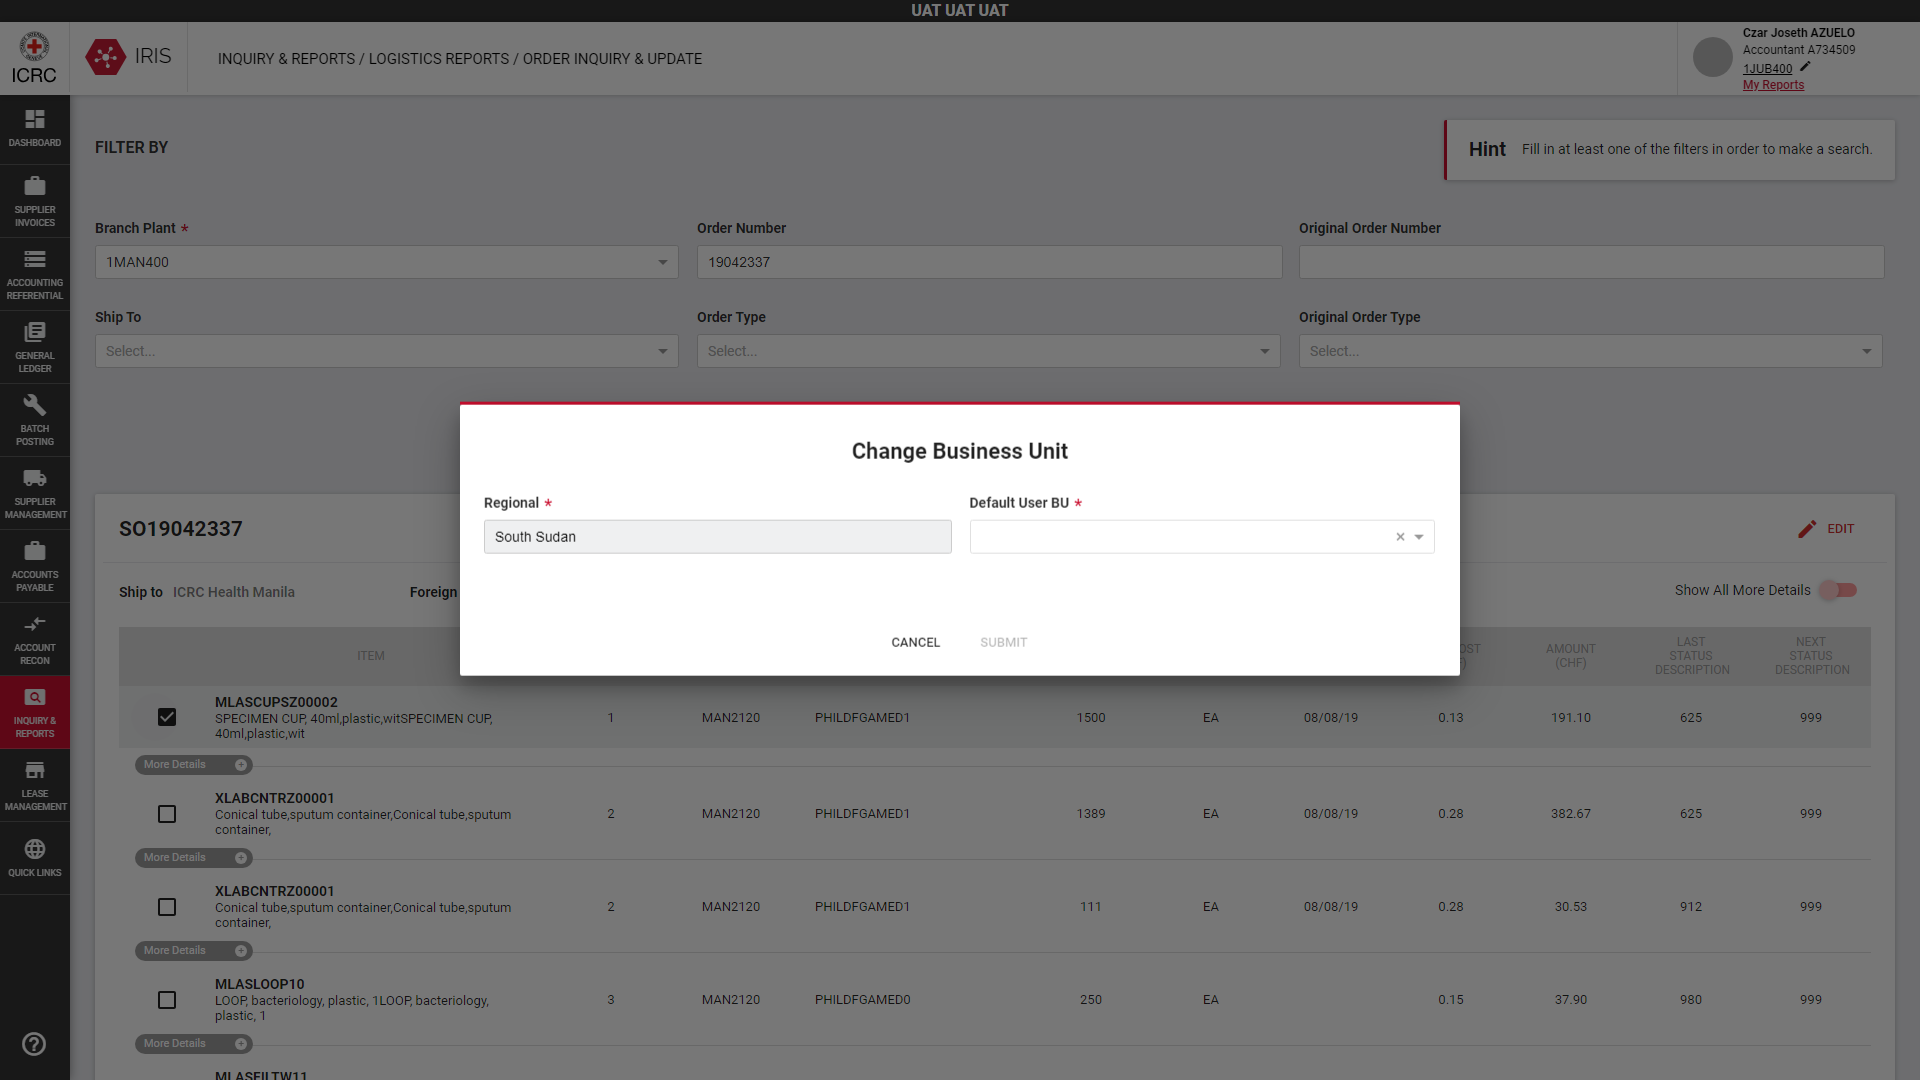 UAT UAT UAT
ICRC
IRIS
INQUIRY & REPORTS / LOGISTICS REPORTS / ORDER INQUIRY & UPDATE
Czar Joseth AZUELO
Accountant A734509
1JUB400
My Reports
DASHBOARD
SUPPLIER
INVOICES
ACCOUNTING
REFERENTIAL
GENERAL
LEDGER
BATCH
POSTING
SUPPLIER
MANAGEMENT
ACCOUNTS
PAYABLE
ACCOUNT
RECON
INQUIRY &
REPORTS
LEASE
MANAGEMENT
QUICK LINKS
FILTER BY
Hint Fill in at least one of the filters in order to make a search.
Branch Plant * Order Number Original Order Number
1MAN400 19042337
Ship To Order Type Original Order Type
Select... Select... Select...
Change Business Unit
Regional * Default User BU *
South Sudan
CANCEL SUBMIT
SO19042337 EDIT
Ship to ICRC Health Manila Foreign Show All More Details
ITEM
AMOUNT
(CHF)
LAST
STATUS
DESCRIPTION
NEXT
STATUS
DESCRIPTION
MLASCUPSZ00002
SPECIMEN CUP, 40ml,plastic,witSPECIMEN CUP,
40ml,plastic,wit
1 MAN2120 PHILDFGAMED1 1500 EA 08/08/19 0.13 191.10 625 999
More Details
XLABCNTRZ00001
Conical tube,sputum container,Conical tube,sputum
container,
2 MAN2120 PHILDFGAMED1 1389 EA 08/08/19 0.28 382.67 625 999
More Details
XLABCNTRZ00001
Conical tube,sputum container,Conical tube,sputum
container,
2 MAN2120 PHILDFGAMED1 111 EA 08/08/19 0.28 30.53 912 999
More Details
MLASLOOP10
LOOP, bacteriology, plastic, 1LOOP, bacteriology,
plastic, 1
3 MAN2120 PHILDFGAMED0 250 EA 0.15 37.90 980 999
More Details